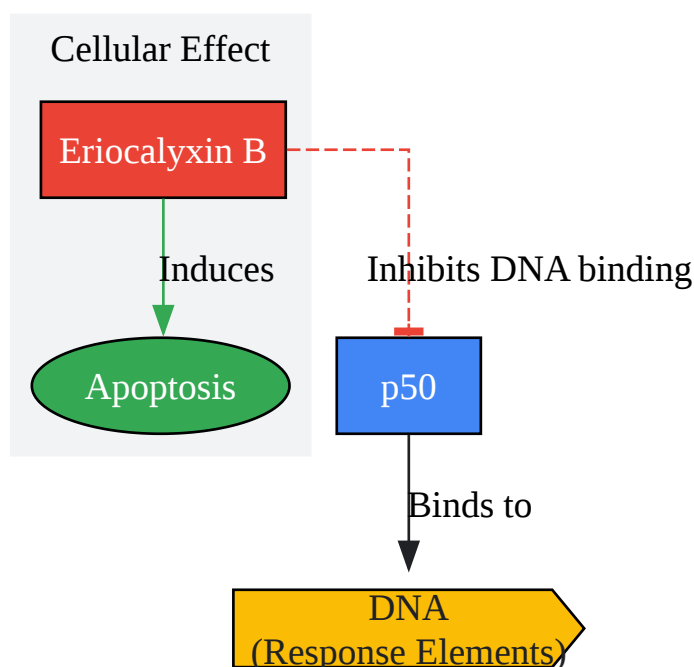 Cellular Effect
Eriocalyxin B
Induces
Inhibits DNA binding
Apoptosis
p50
Binds to
DNA
(Response Elements)